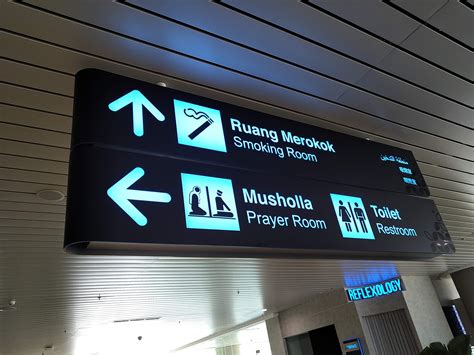 Ruang Merokok
Smoking Room
Musholla
Prayer Room
Toilet
Restroom
REFLEXOLOGY